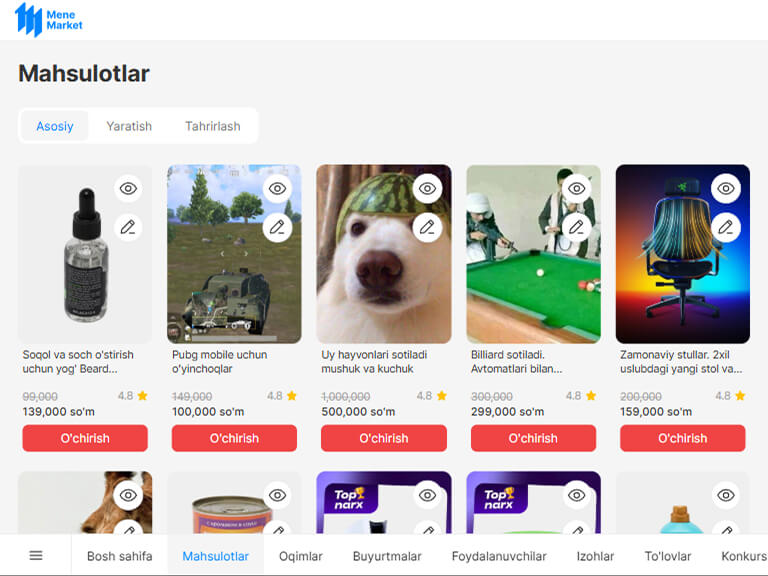 Mene
Market
Mahsulotlar
Asosiy
Yaratish
Tahrirlash
Soqol va soch o'stirish
uchun yog' Beard...
99,000
4.8
139,000 so'm
O'chirish
Pubg mobile uchun
o'yinchoqlar
149,000
4.8
100,000 so'm
O'chirish
Uy hayvonlari sotiladi
mushuk va kuchuk
1,000,000
4.8
500,000 so'm
O'chirish
Billiard sotiladi.
Avtomatlari bilan...
300,000
4.8
299,000 so'm
O'chirish
Zamonaviy stullar. 2xil
uslubdagi yangi stol va...
200,000
4.8
159,000 so'm
O'chirish
Top
narx
Top
narx
Bosh sahifa
Mahsulotlar
Oqimlar
Buyurtmalar
Foydalanuvchilar
Izohlar
To'lovlar
Konkurs